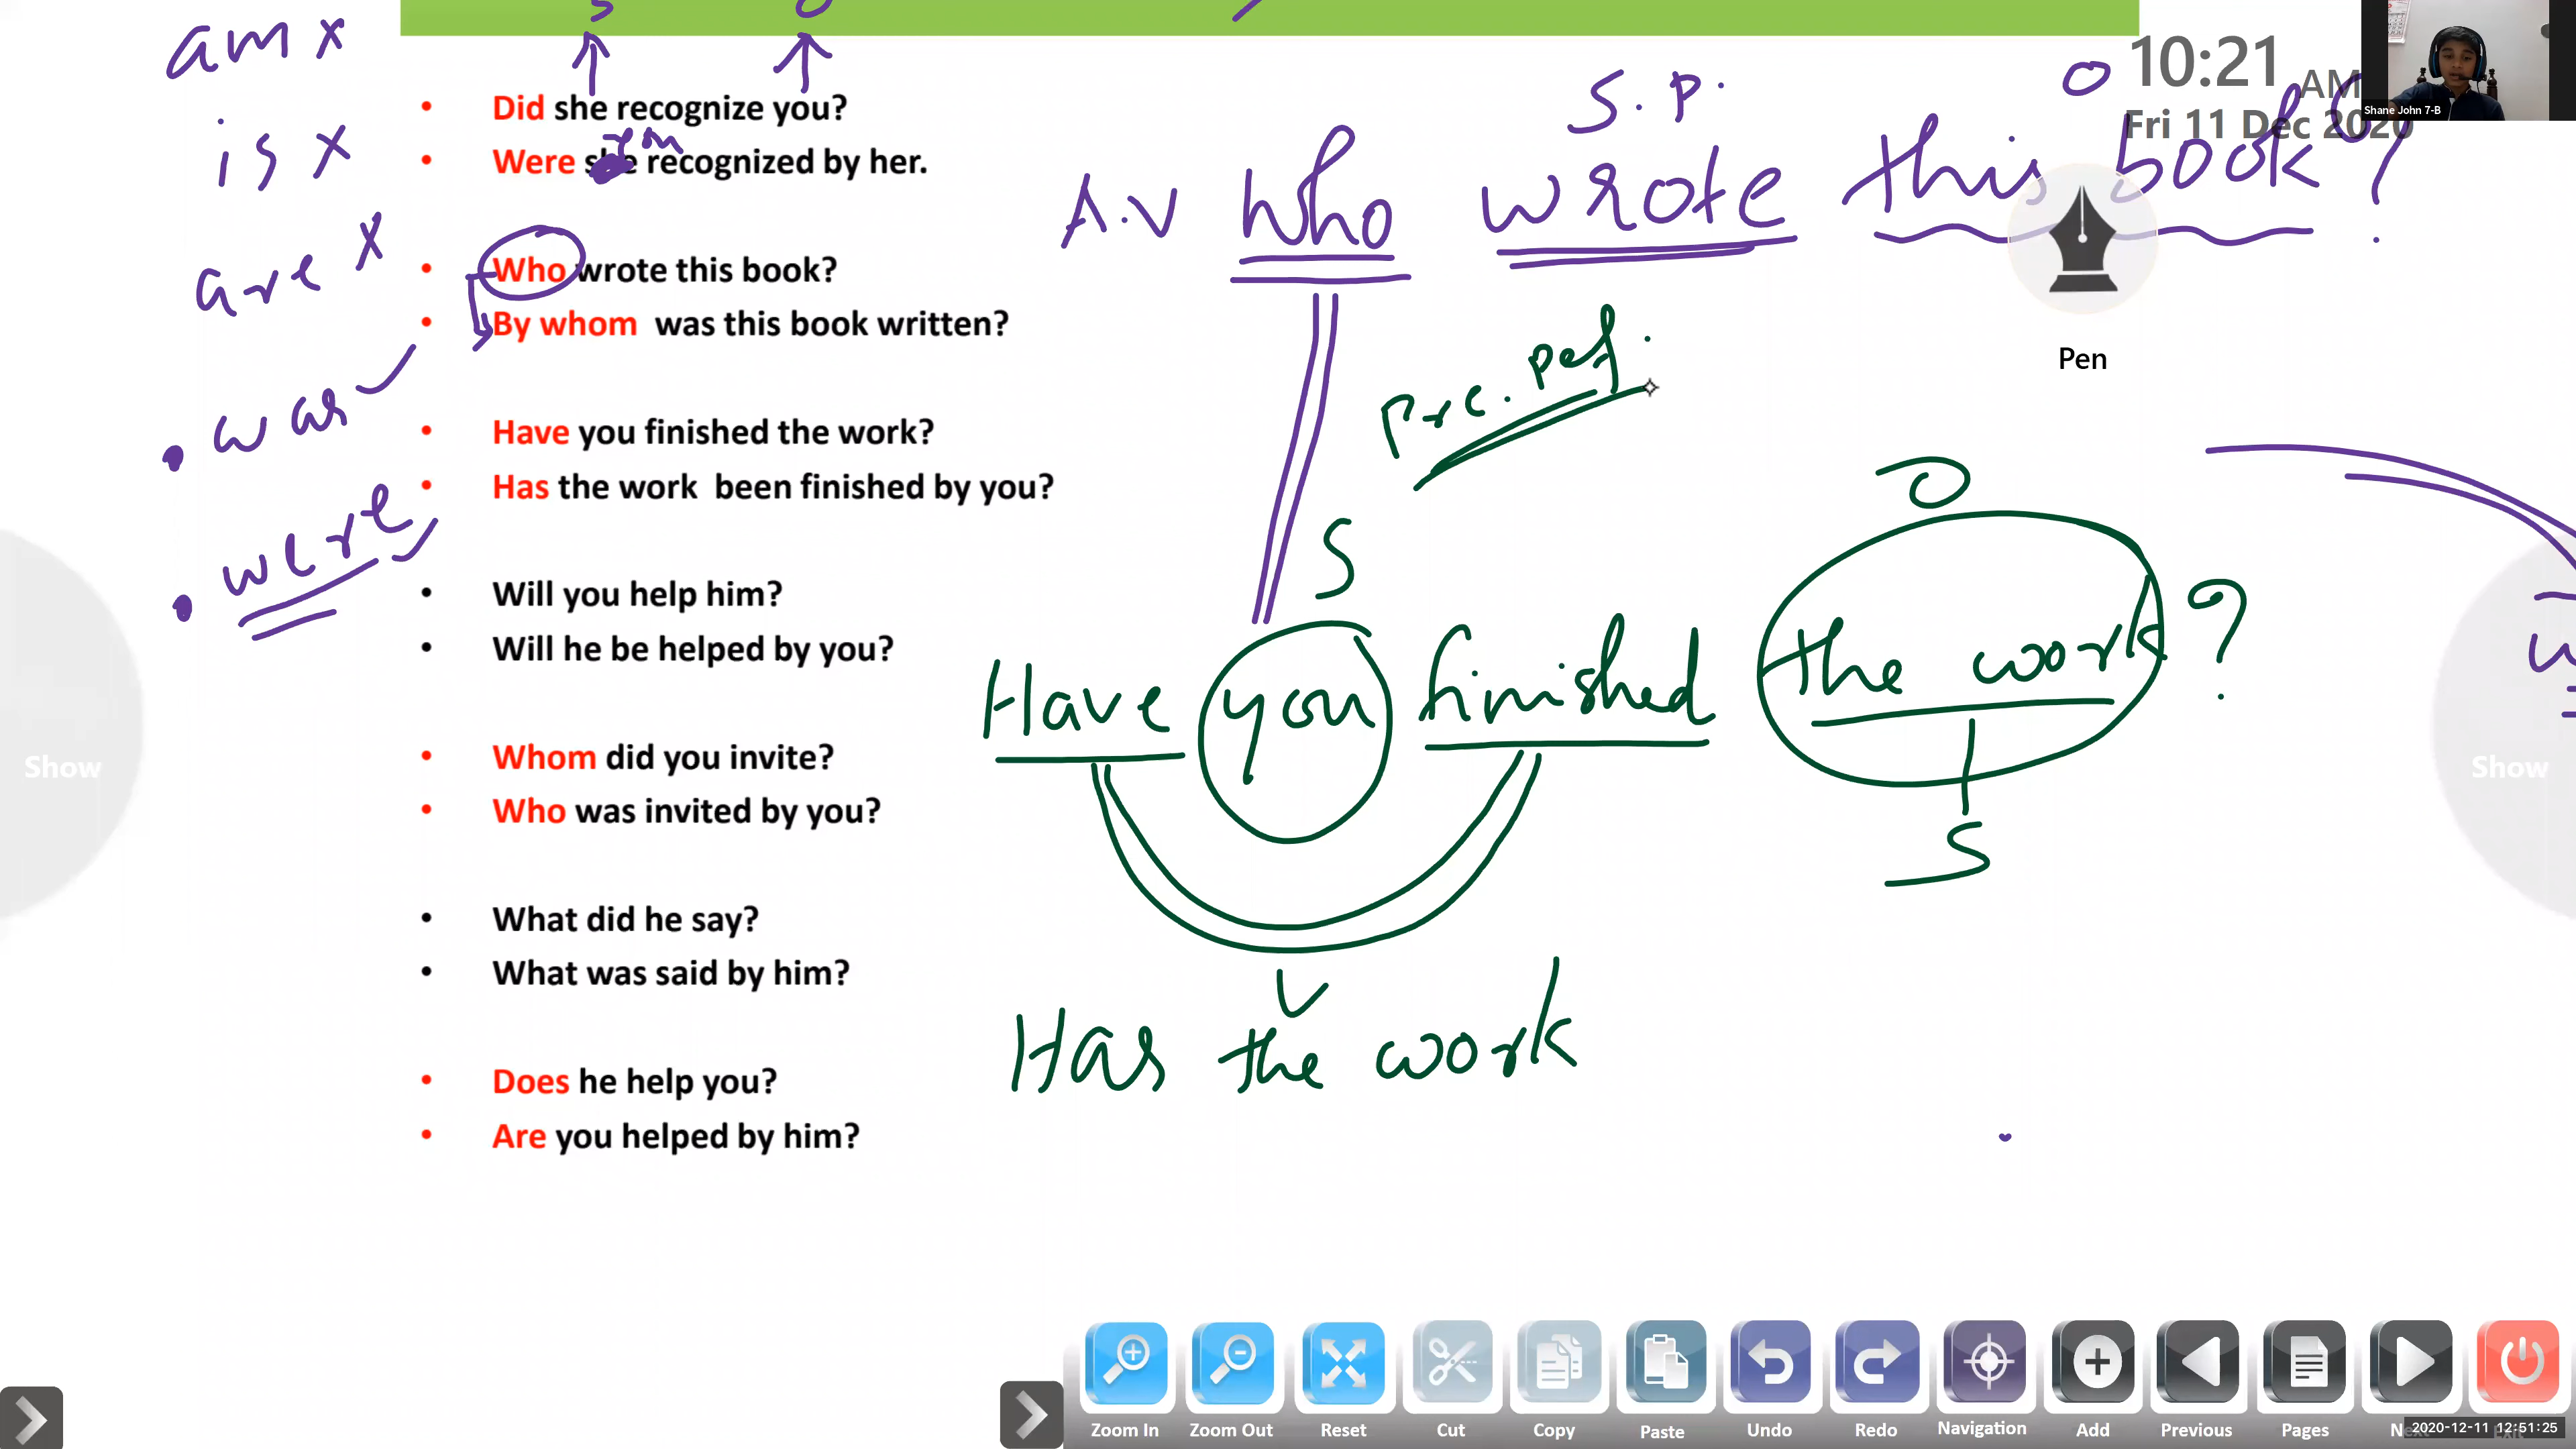 am x
is x
are x
was
were
S O
Did she recognize you?
you
Were she recognized by her.
Who wrote this book?
By whom was this book written?
Have you finished the work?
Has the work been finished by you?
Will you help him?
Will he be helped by you?
Whom did you invite?
Who was invited by you?
What did he say?
What was said by him?
Does he help you?
Are you helped by him?
S.P. O
A.V Who wrote this book?
Pre. pef.
S O
Have you finished the work?
V S
Has the work
10:21 AM
Fri 11 Dec 2020
Shane John 7-B
Pen
Show
Show
Zoom In Zoom Out Reset Cut Copy Paste Undo Redo Navigation Add Previous Pages
2020-12-11 12:51:25